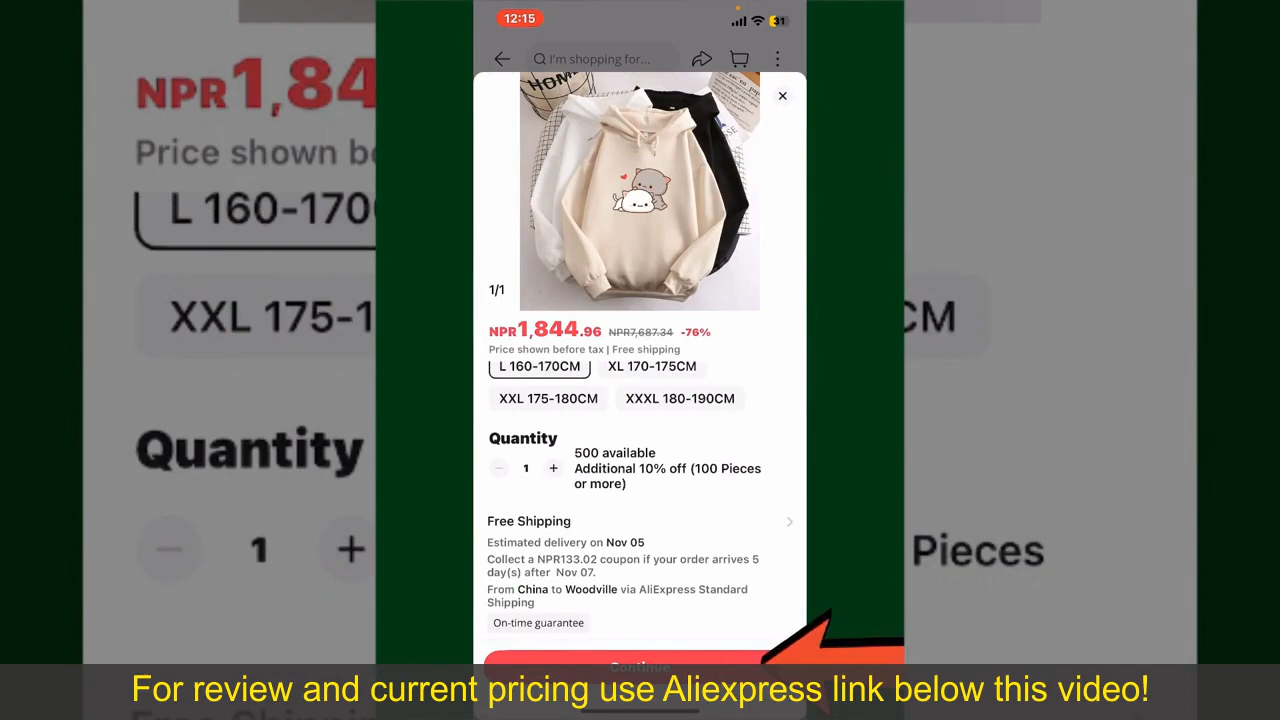 12:15
31
I'm shopping for...
HOME
1/1
NPR1,844.96 NPR7,687.34 -76%
Price shown before tax | Free shipping
L 160-170CM XL 170-175CM
XXL 175-180CM XXXL 180-190CM
Quantity
1
500 available
Additional 10% off (100 Pieces
or more)
Free Shipping
Estimated delivery on Nov 05
Collect a NPR133.02 coupon if your order arrives 5
day(s) after Nov 07.
From China to Woodville via AliExpress Standard
Shipping
On-time guarantee
Continue
NPR1,84
Price shown be
L 160-170
XXL 175-1
CM
Quantity
1
Pieces
For review and current pricing use Aliexpress link below this video!